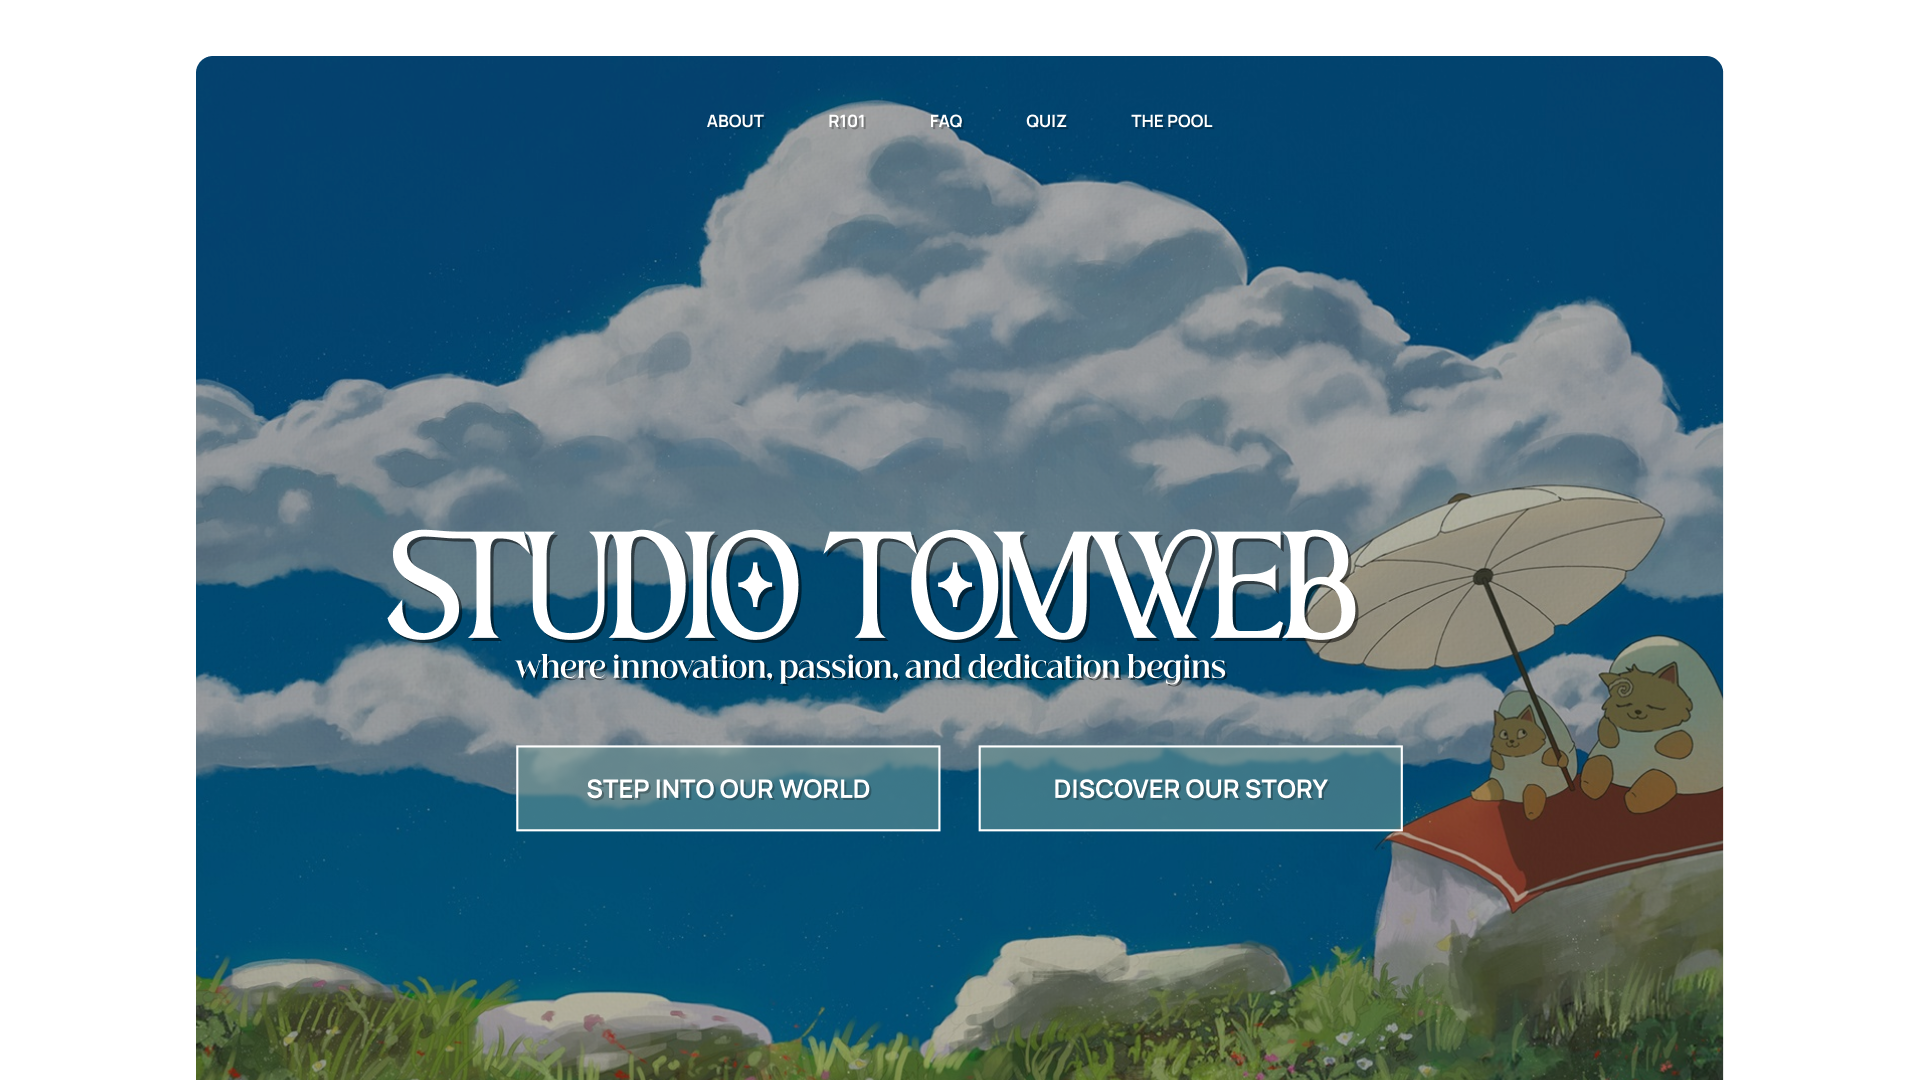 ABOUT R101 FAQ QUIZ THE POOL
STUDIO TOMWEB
where innovation, passion, and dedication begins
STEP INTO OUR WORLD DISCOVER OUR STORY